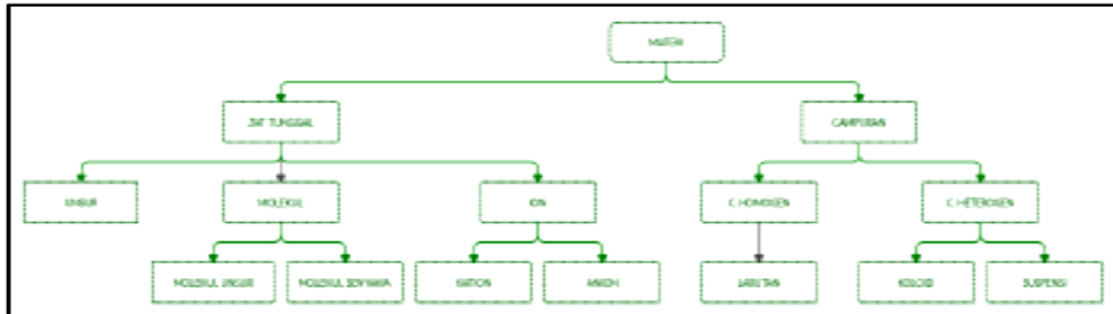 MATERI
ZAT TUNGGAL
CAMPURAN
UNSUR
MOLEKUL
ION
C. HOMOGEN
C. HETEROGEN
MOLEKUL UNSUR
MOLEKUL SENYAWA
KATION
ANION
LARUTAN
KOLOID
SUSPENSI